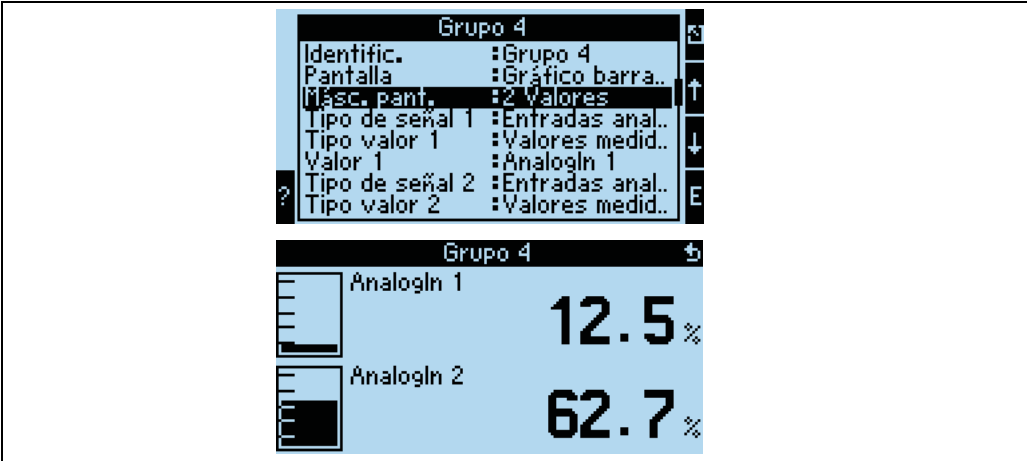 Grupo 4
Identific. :Grupo 4
Pantalla :Gráfico barra..
Másc. pant. :2 Valores
Tipo de señal 1 :Entradas anal..
Tipo valor 1 :Valores medid..
Valor 1 :AnalogIn 1
Tipo de señal 2 :Entradas anal..
Tipo valor 2 :Valores medid..
?
E
Grupo 4
AnalogIn 1
12.5 %
AnalogIn 2
62.7 %